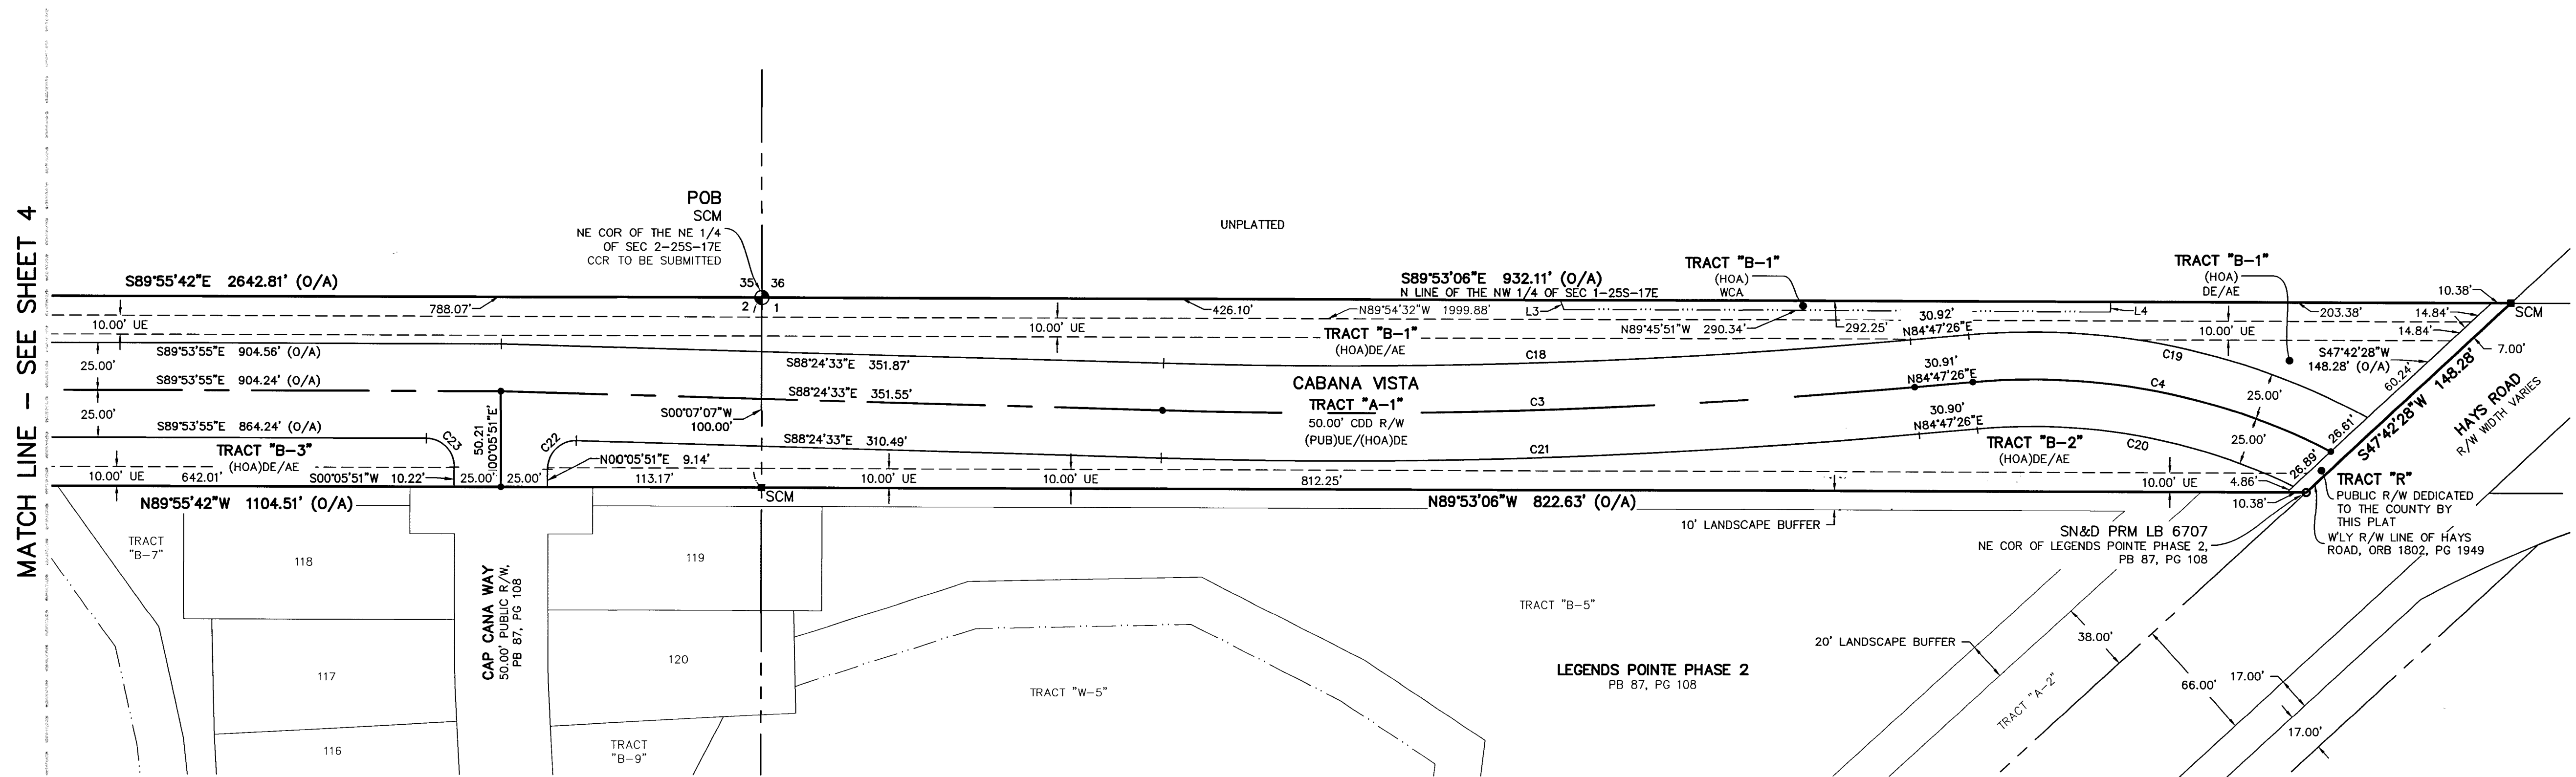 MATCH LINE - SEE SHEET 4
POB
SCM
NE COR OF THE NE 1/4
OF SEC 2-25S-17E
CCR TO BE SUBMITTED
UNPLATTED
S89°55'42"E 2642.81' (O/A)
35
36
2
1
S89°53'06"E 932.11' (O/A)
N LINE OF THE NW 1/4 OF SEC 1-25S-17E
TRACT "B-1"
(HOA)
WCA
TRACT "B-1"
(HOA)
DE/AE
10.38'
SCM
788.07'
426.10'
N89°54'32"W 1999.88'
L3
N89°45'51"W 290.34'
292.25'
30.92'
N84°47'26"E
L4
203.38'
14.84'
14.84'
10.00' UE
10.00' UE
10.00' UE
TRACT "B-1"
(HOA)DE/AE
S89°53'55"E 904.56' (O/A)
25.00'
S88°24'33"E 351.87'
C18
C19
S47°42'28"W
148.28' (O/A)
7.00'
S89°53'55"E 904.24' (O/A)
S88°24'33"E 351.55'
CABANA VISTA
TRACT "A-1"
50.00' CDD R/W
(PUB)UE/(HOA)DE
C3
30.91'
N84°47'26"E
C4
25.00'
60.24'
S47°42'28"W 148.28'
HAYS ROAD
R/W WIDTH VARIES
25.00'
S00°07'07"W
100.00'
50.21
N00°05'51"E
S89°53'55"E 864.24' (O/A)
C23
C22
S88°24'33"E 310.49'
C21
30.90'
N84°47'26"E
TRACT "B-2"
(HOA)DE/AE
C20
25.00'
26.61'
26.89'
TRACT "B-3"
(HOA)DE/AE
N00°05'51"E 9.14'
10.00' UE
642.01'
S00°05'51"W 10.22'
25.00'
25.00'
113.17'
SCM
10.00' UE
10.00' UE
812.25'
10.00' UE
4.86'
10.38'
TRACT "R"
PUBLIC R/W DEDICATED
TO THE COUNTY BY
THIS PLAT
W'LY R/W LINE OF HAYS
ROAD, ORB 1802, PG 1949
N89°55'42"W 1104.51' (O/A)
N89°53'06"W 822.63' (O/A)
10' LANDSCAPE BUFFER
SN&D PRM LB 6707
NE COR OF LEGENDS POINTE PHASE 2,
PB 87, PG 108
TRACT
"B-7"
118
119
CAP CANA WAY
50.00' PUBLIC R/W,
PB 87, PG 108
TRACT "B-5"
20' LANDSCAPE BUFFER
38.00'
117
120
TRACT "W-5"
LEGENDS POINTE PHASE 2
PB 87, PG 108
TRACT "A-2"
66.00'
17.00'
17.00'
116
TRACT
"B-9"